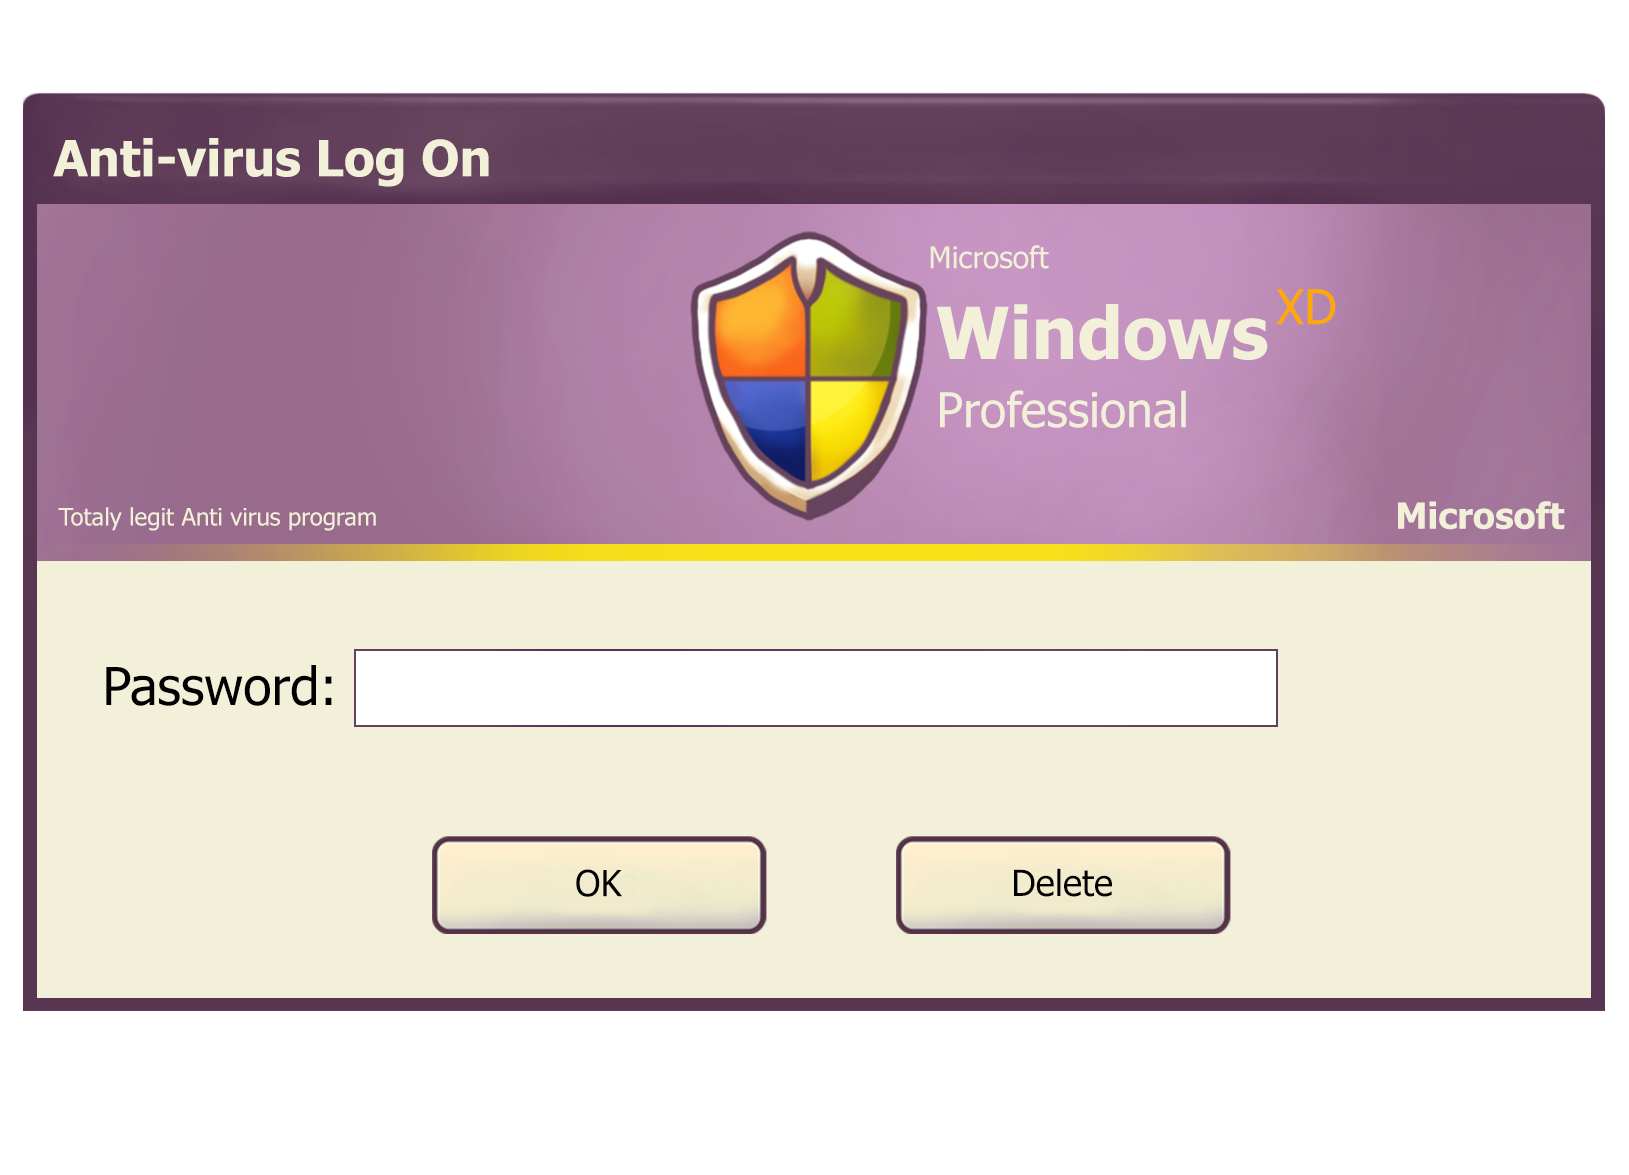 Anti-virus Log On
Microsoft
Windows XD
Professional
Totaly legit Anti virus program
Microsoft
Password:
OK
Delete